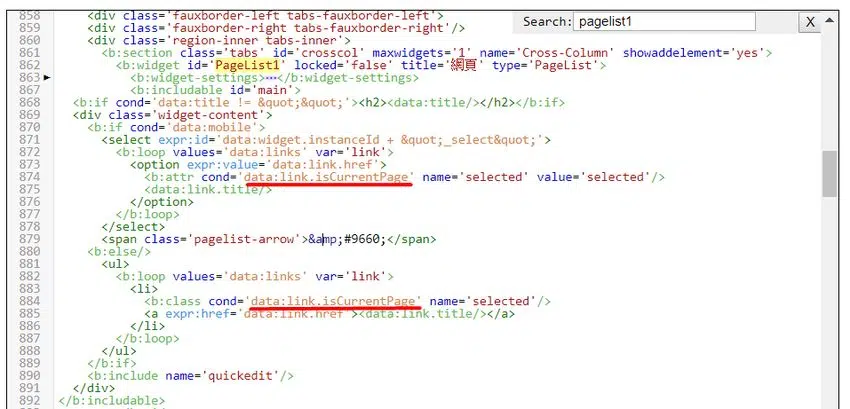 Search: pagelist1 X
858 <div class='fauxborder-left tabs-fauxborder-left'>
859 <div class='fauxborder-right tabs-fauxborder-right'/>
860 <div class='region-inner tabs-inner'>
861 <b:section class='tabs' id='crosscol' maxwidgets='1' name='Cross-Column' showaddelement='yes'>
862 <b:widget id='PageList1' locked='false' title='網頁' type='PageList'>
863 <b:widget-settings>⋯</b:widget-settings>
867 <b:includable id='main'>
868 <b:if cond='data:title != &quot;&quot;'><h2><data:title/></h2></b:if>
869 <div class='widget-content'>
870 <b:if cond='data:mobile'>
871 <select expr:id='data:widget.instanceId + &quot;_select&quot;'>
872 <b:loop values='data:links' var='link'>
873 <option expr:value='data:link.href'>
874 <b:attr cond='data:link.isCurrentPage' name='selected' value='selected'/>
875 <data:link.title/>
876 </option>
877 </b:loop>
878 </select>
879 <span class='pagelist-arrow'>&amp;#9660;</span>
880 <b:else/>
881 <ul>
882 <b:loop values='data:links' var='link'>
883 <li>
884 <b:class cond='data:link.isCurrentPage' name='selected'/>
885 <a expr:href='data:link.href'><data:link.title/></a>
886 </li>
887 </b:loop>
888 </ul>
889 </b:if>
890 <b:include name='quickedit'/>
891 </div>
892 </b:includable>